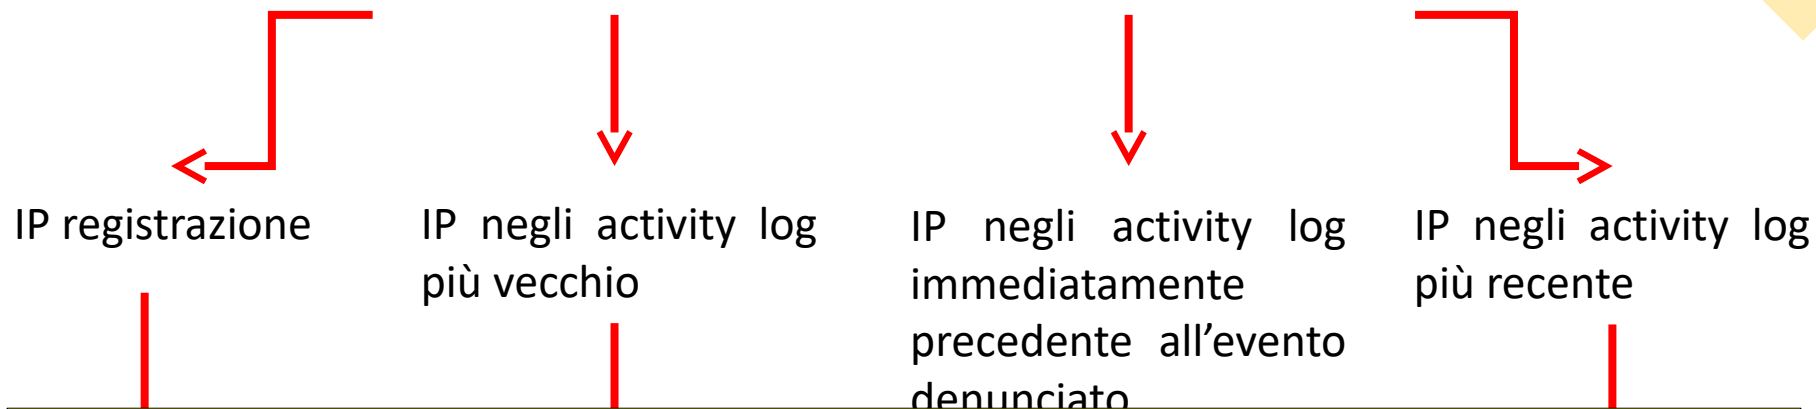 IP registrazione
IP negli activity log
più vecchio
IP negli activity log
immediatamente
precedente all’evento
denunciato
IP negli activity log
più recente